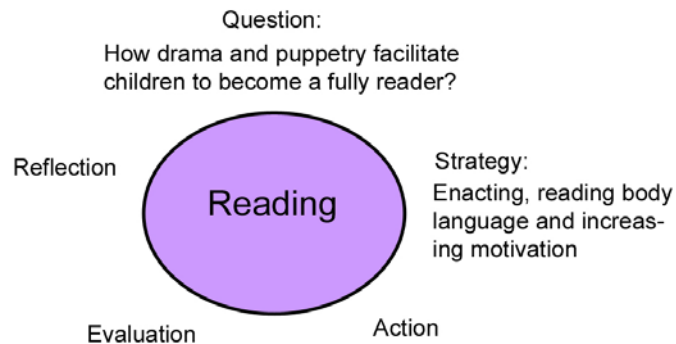 Question:
How drama and puppetry facilitate
children to become a fully reader?
Reflection
Reading
Strategy:
Enacting, reading body
language and increas-
ing motivation
Evaluation
Action